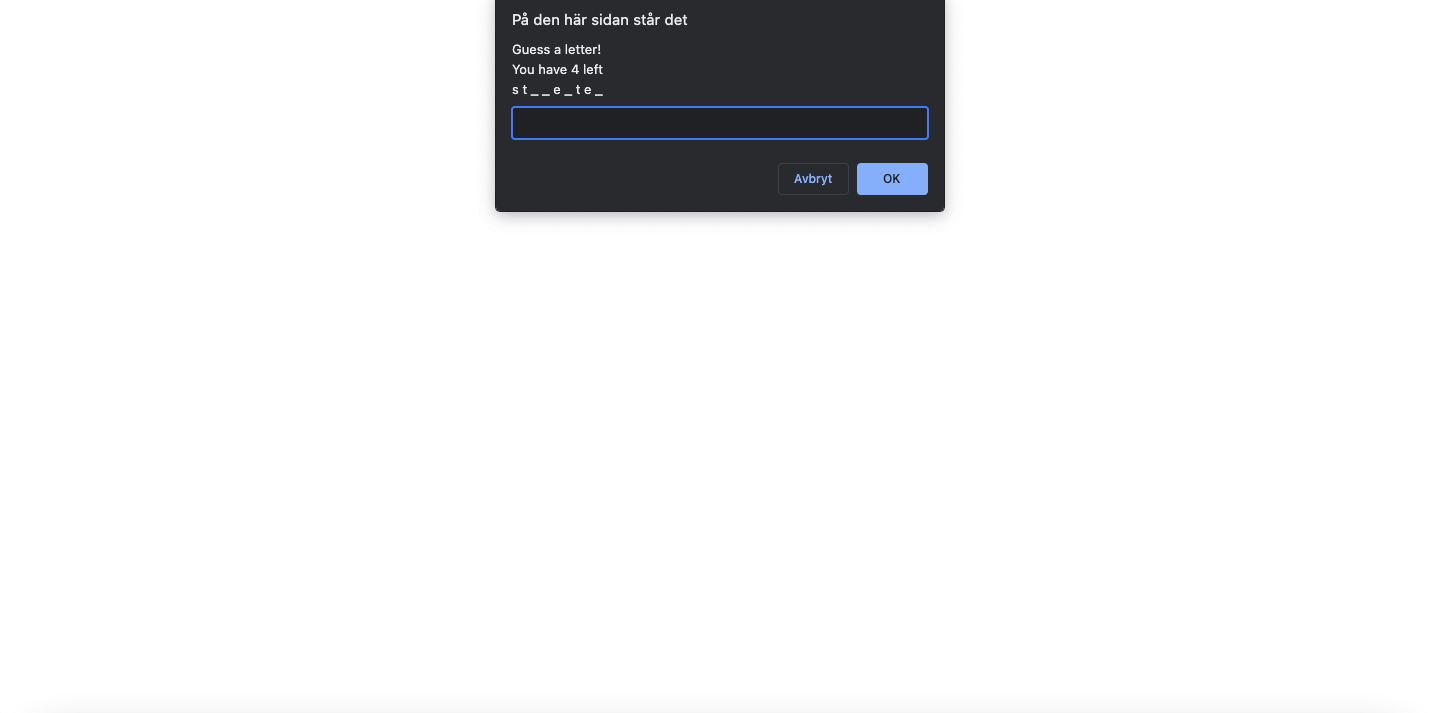 På den här sidan står det
Guess a letter!
You have 4 left
s t _ _ e _ t e _
Avbryt
OK